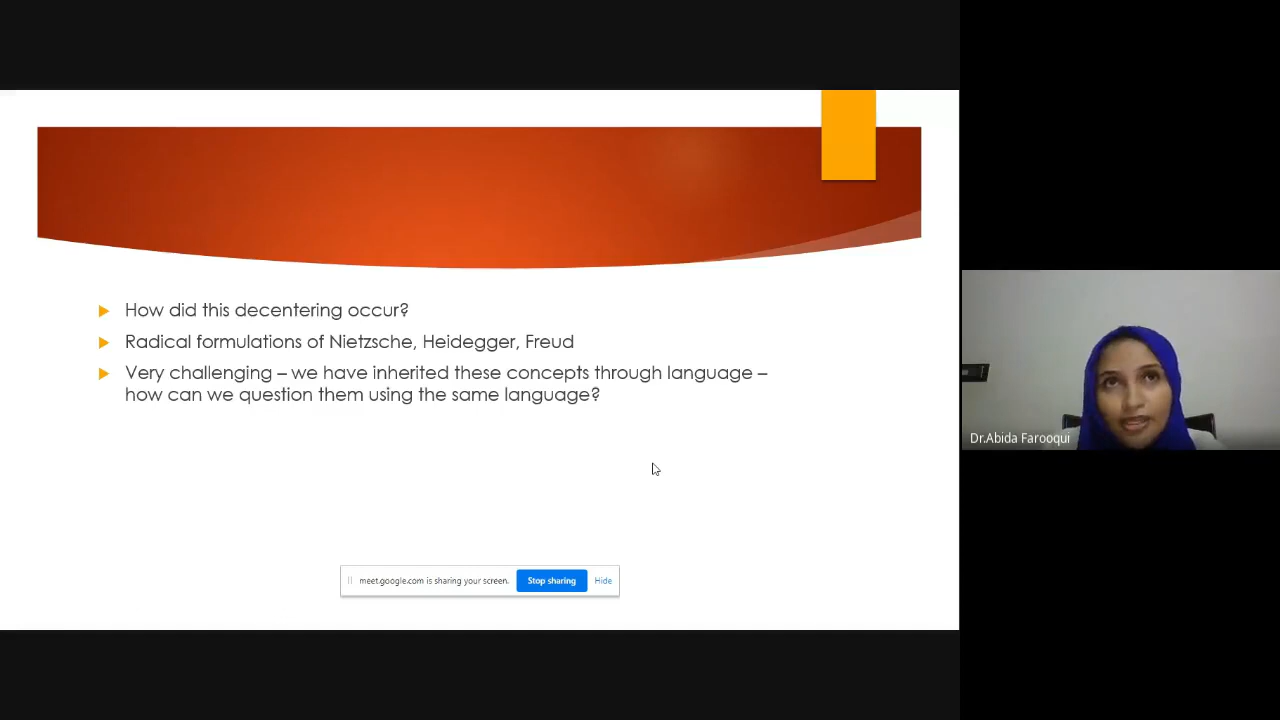 How did this decentering occur?
Radical formulations of Nietzsche, Heidegger, Freud
Very challenging – we have inherited these concepts through language –
how can we question them using the same language?
Dr.Abida Farooqui
meet.google.com is sharing your screen.
Stop sharing
Hide